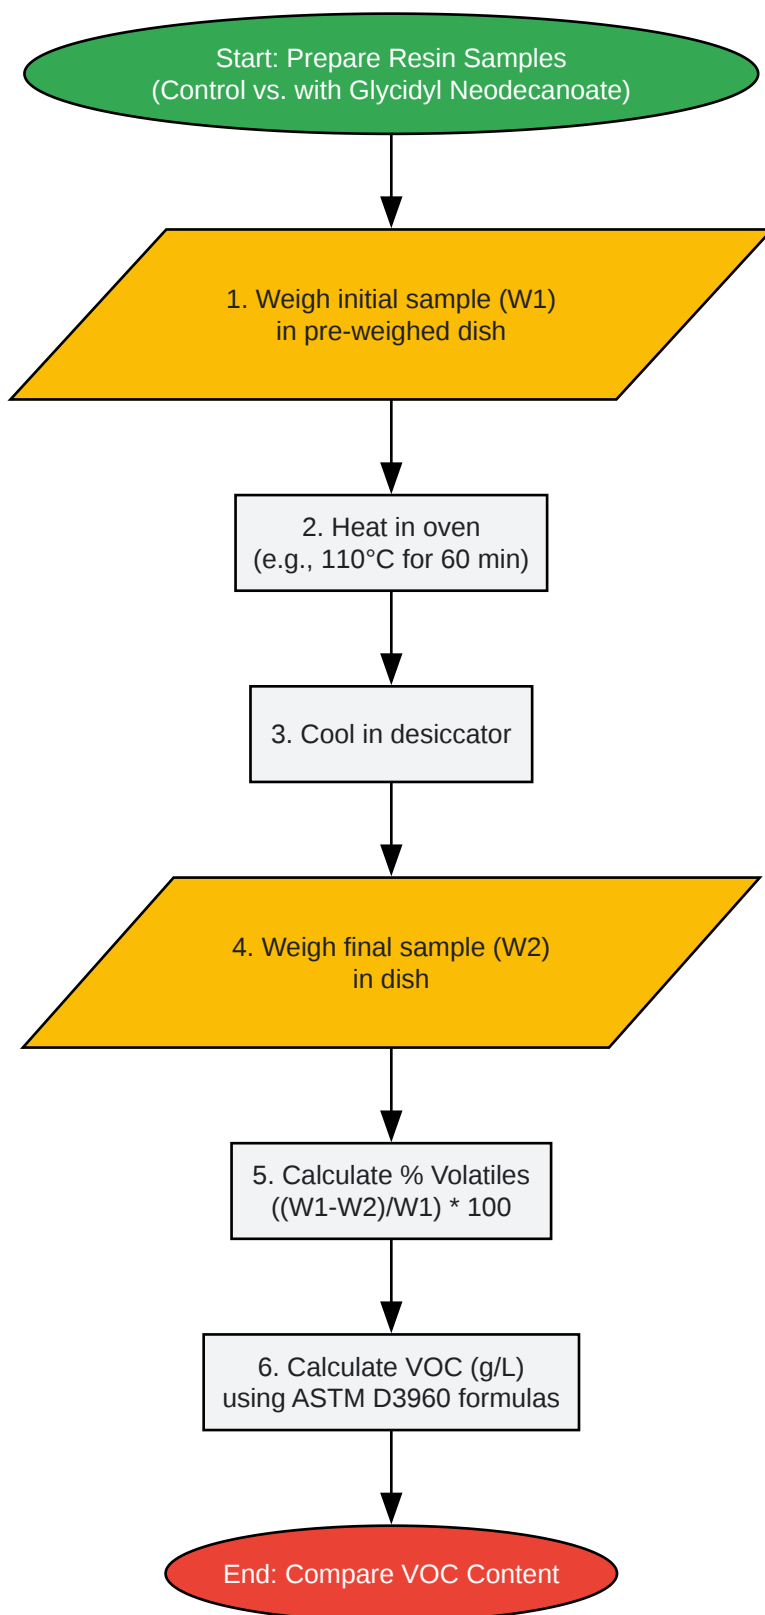 Start: Prepare Resin Samples
(Control vs. with Glycidyl Neodecanoate)
1. Weigh initial sample (W1)
in pre-weighed dish
2. Heat in oven
(e.g., 110°C for 60 min)
3. Cool in desiccator
4. Weigh final sample (W2)
in dish
5. Calculate % Volatiles
((W1-W2)/W1) * 100
6. Calculate VOC (g/L)
using ASTM D3960 formulas
End: Compare VOC Content